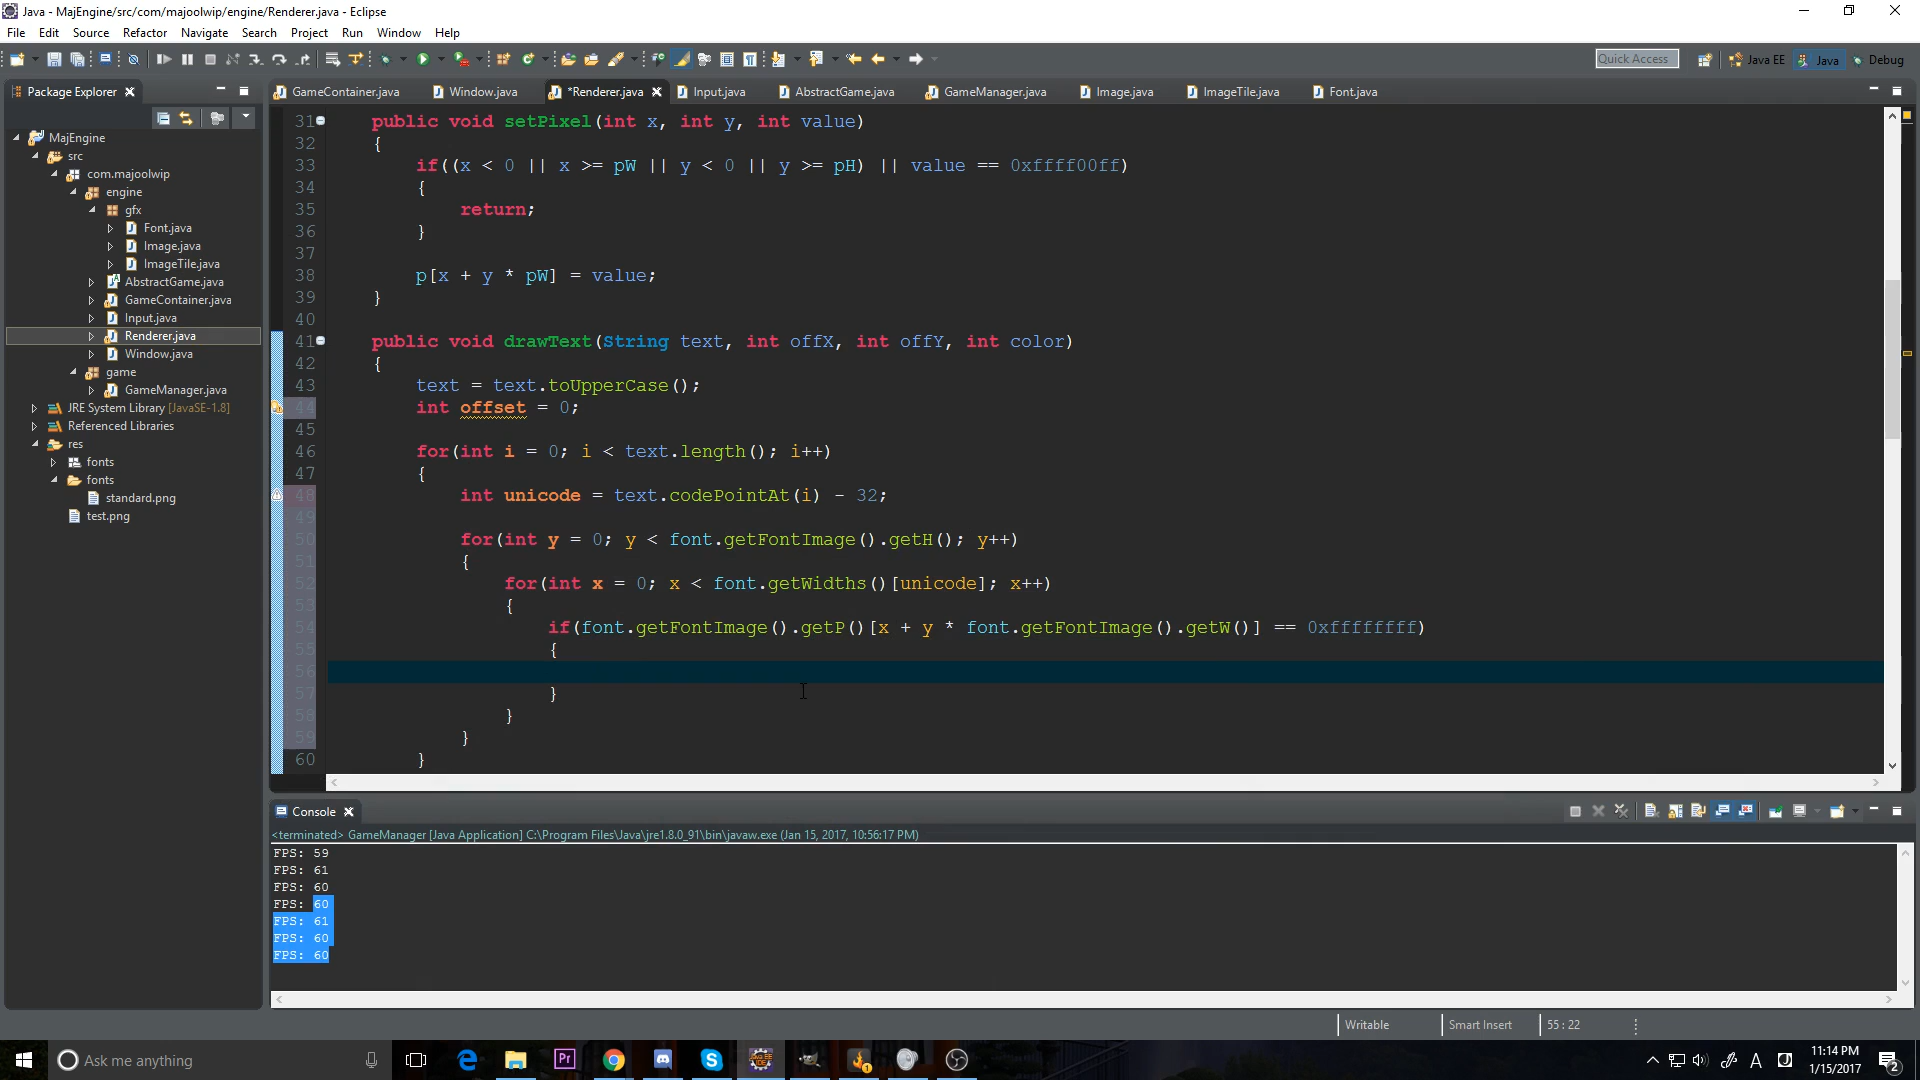 Java - MajEngine/src/com/majoolwip/engine/Renderer.java - Eclipse
File Edit Source Refactor Navigate Search Project Run Window Help
Quick Access Java EE Java Debug
Package Explorer
GameContainer.java Window.java *Renderer.java Input.java AbstractGame.java GameManager.java Image.java ImageTile.java Font.java
MajEngine
src
com.majoolwip
engine
gfx
Font.java
Image.java
ImageTile.java
AbstractGame.java
GameContainer.java
Input.java
Renderer.java
Window.java
game
GameManager.java
JRE System Library [JavaSE-1.8]
Referenced Libraries
res
fonts
fonts
standard.png
test.png
31 public void setPixel(int x, int y, int value)
32 {
33 if((x < 0 || x >= pW || y < 0 || y >= pH) || value == 0xffff00ff)
34 {
35 return;
36 }
37
38 p[x + y * pW] = value;
39 }
40
41 public void drawText(String text, int offX, int offY, int color)
42 {
43 text = text.toUpperCase();
44 int offset = 0;
45
46 for(int i = 0; i < text.length(); i++)
47 {
48 int unicode = text.codePointAt(i) - 32;
49
50 for(int y = 0; y < font.getFontImage().getH(); y++)
51 {
52 for(int x = 0; x < font.getWidths()[unicode]; x++)
53 {
54 if(font.getFontImage().getP()[x + y * font.getFontImage().getW()] == 0xffffffff)
55 {
56
57 }
58 }
59 }
60 }
Console
<terminated> GameManager [Java Application] C:\Program Files\Java\jre1.8.0_91\bin\javaw.exe (Jan 15, 2017, 10:56:17 PM)
FPS: 59
FPS: 61
FPS: 60
FPS: 60
FPS: 61
FPS: 60
FPS: 60
Writable Smart Insert 55 : 22
Ask me anything
Pr
A
11:14 PM
1/15/2017
2